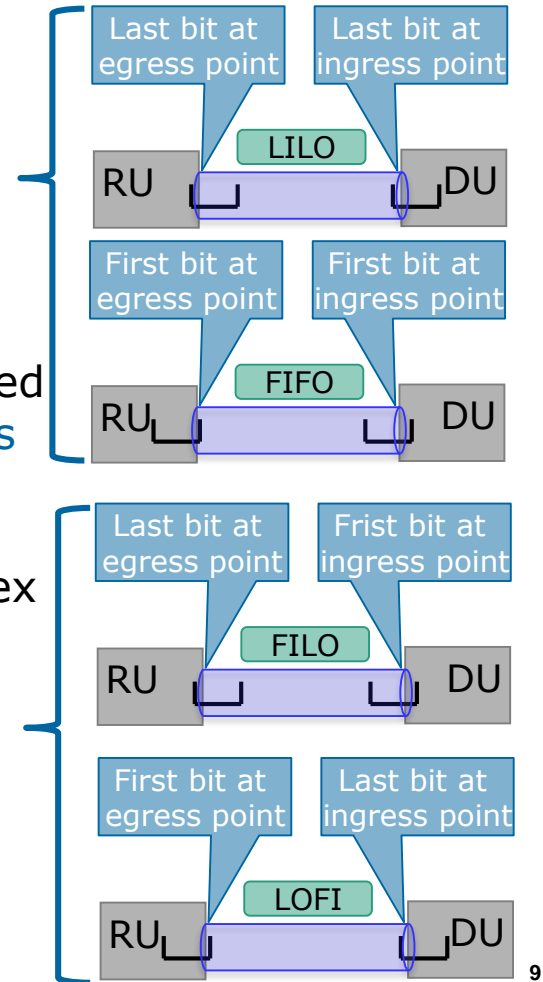 Last bit at
egress point
Last bit at
ingress point
LILO
RU
DU
First bit at
egress point
First bit at
ingress point
FIFO
ed
RU
DU
s
Last bit at
egress point
Frist bit at
ingress point
ex
FILO
RU
DU
First bit at
egress point
Last bit at
ingress point
LOFI
RU
DU
9